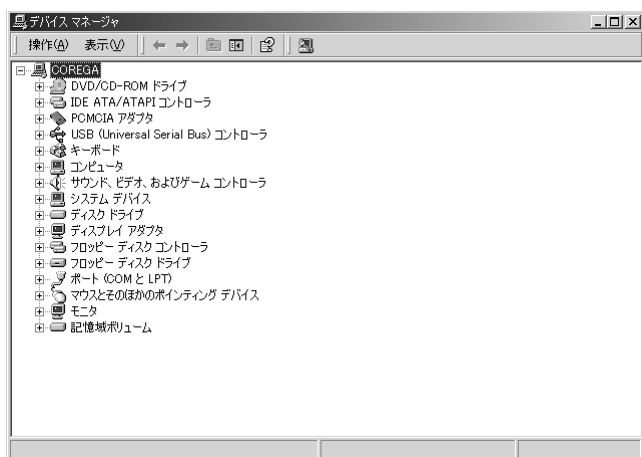 デバイス マネージャ
操作(A) 表示(V)
COREGA
DVD/CD-ROM ドライブ
IDE ATA/ATAPI コントローラ
PCMCIA アダプタ
USB (Universal Serial Bus) コントローラ
キーボード
コンピュータ
サウンド、ビデオ、およびゲーム コントローラ
システム デバイス
ディスク ドライブ
ディスプレイ アダプタ
フロッピー ディスク コントローラ
フロッピー ディスク ドライブ
ポート (COM と LPT)
マウスとそのほかのポインティング デバイス
モニタ
記憶域ボリューム